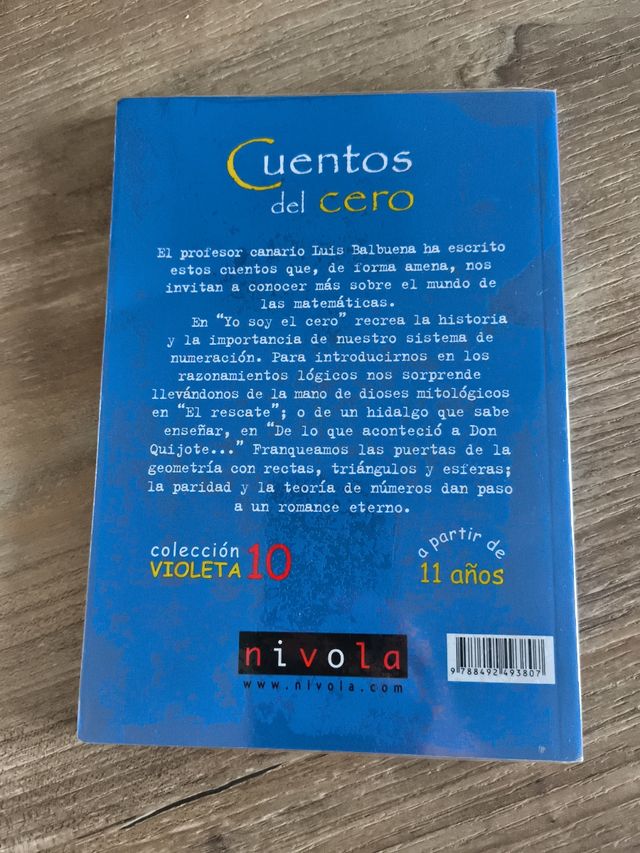 Cuentos
del cero
El profesor canario Luis Balbuena ha escrito
estos cuentos que, de forma amena, nos
invitan a conocer más sobre el mundo de
las matemáticas.
En "Yo soy el cero" recrea la historia
y la importancia de nuestro sistema de
numeración. Para introducirnos en los
razonamientos lógicos nos sorprende
llevándonos de la mano de dioses mitológicos
en "El rescate"; o de un hidalgo que sabe
enseñar, en "De lo que aconteció a Don
Quijote..." Franqueamos las puertas de la
geometría con rectas, triángulos y esferas;
la paridad y la teoría de números dan paso
a un romance eterno.
colección
VIOLETA 10
a partir de
11 años
nivola
www.nivola.com
9 788492 493807